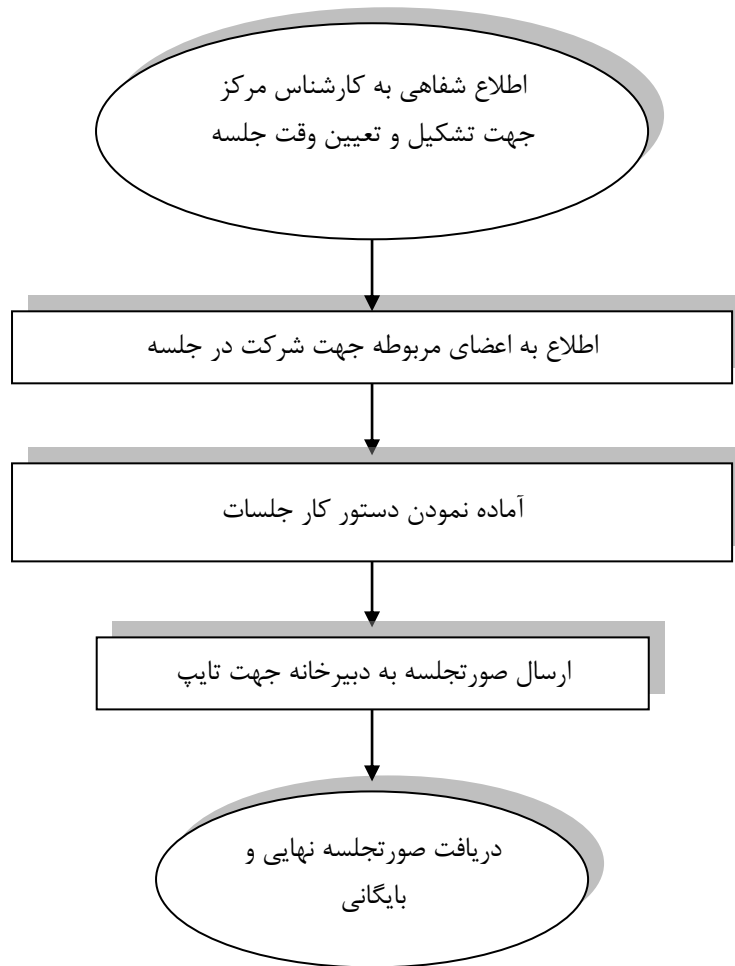 اطلاع شفاهی به کارشناس مرکز
جهت تشکیل و تعیین وقت جلسه
اطلاع به اعضای مربوطه جهت شرکت در جلسه
آماده نمودن دستور کار جلسات
ارسال صورتجلسه به دبیرخانه جهت تایپ
دریافت صورتجلسه نهایی و
بایگانی